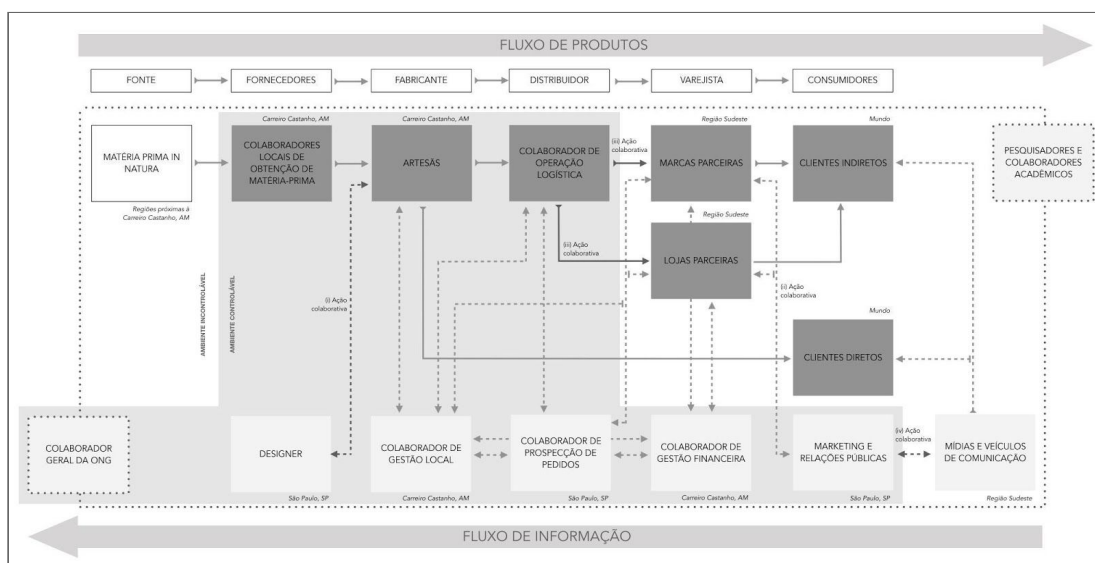 FLUXO DE PRODUTOS
FONTE
FORNECEDORES
FABRICANTE
DISTRIBUIDOR
VAREJISTA
CONSUMIDORES
Carreiro Castanho, AM
Carreiro Castanho, AM
Região Sudeste
Mundo
MATÉRIA PRIMA IN
NATURA
COLABORADORES
LOCAIS DE
OBTENÇÃO DE
MATÉRIA-PRIMA
ARTESÃS
COLABORADOR DE
OPERAÇÃO
LOGÍSTICA
(iii) Ação
colaborativa
MARCAS PARCEIRAS
CLIENTES INDIRETOS
PESQUISADORES E
COLABORADORES
ACADÊMICOS
Regiões próximas à
Carreiro Castanho, AM
Região Sudeste
(iii) Ação
colaborativa
LOJAS PARCEIRAS
(ii) Ação
colaborativa
(i) Ação
colaborativa
AMBIENTE INCONTROLÁVEL
AMBIENTE CONTROLÁVEL
Mundo
CLIENTES DIRETOS
COLABORADOR
GERAL DA ONG
DESIGNER
COLABORADOR DE
GESTÃO LOCAL
COLABORADOR DE
PROSPECÇÃO DE
PEDIDOS
COLABORADOR DE
GESTÃO FINANCEIRA
MARKETING E
RELAÇÕES PÚBLICAS
(iv) Ação
colaborativa
MÍDIAS E VEÍCULOS
DE COMUNICAÇÃO
São Paulo, SP
Carreiro Castanho, AM
São Paulo, SP
Carreiro Castanho, AM
São Paulo, SP
Região Sudeste
FLUXO DE INFORMAÇÃO